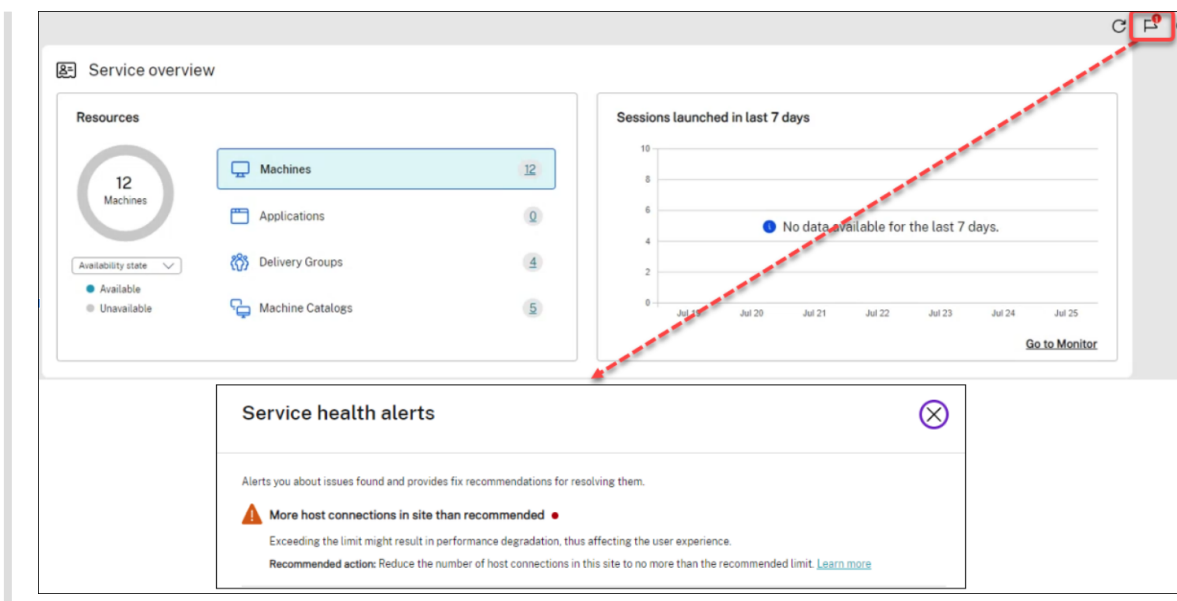 1
Service overview
Resources
12
Machines
Availability state
Available
Unavailable
Machines 12
Applications 0
Delivery Groups 4
Machine Catalogs 5
Sessions launched in last 7 days
10
8
6
4
2
0
No data available for the last 7 days.
Jul 19 Jul 20 Jul 21 Jul 22 Jul 23 Jul 24 Jul 25
Go to Monitor
Service health alerts
Alerts you about issues found and provides fix recommendations for resolving them.
More host connections in site than recommended
Exceeding the limit might result in performance degradation, thus affecting the user experience.
Recommended action: Reduce the number of host connections in this site to no more than the recommended limit. Learn more